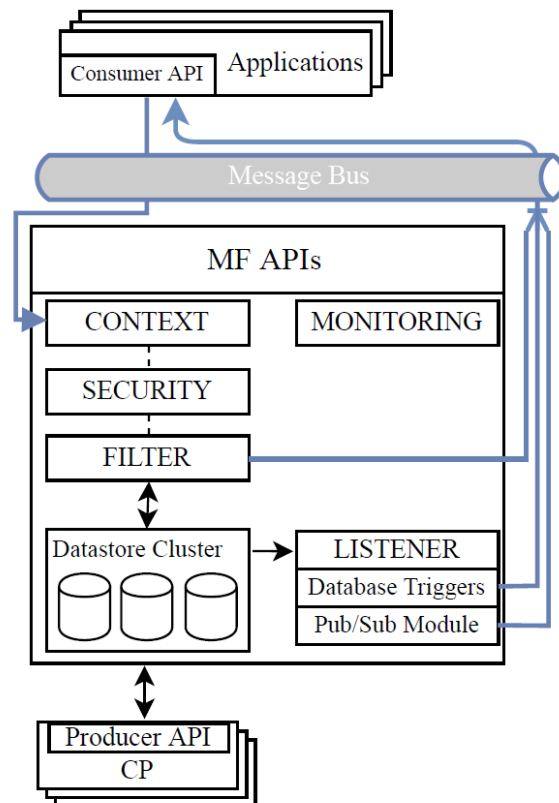 Applications
Consumer API
Message Bus
MF APIs
CONTEXT
MONITORING
SECURITY
FILTER
Datastore Cluster
LISTENER
Database Triggers
Pub/Sub Module
Producer API
CP